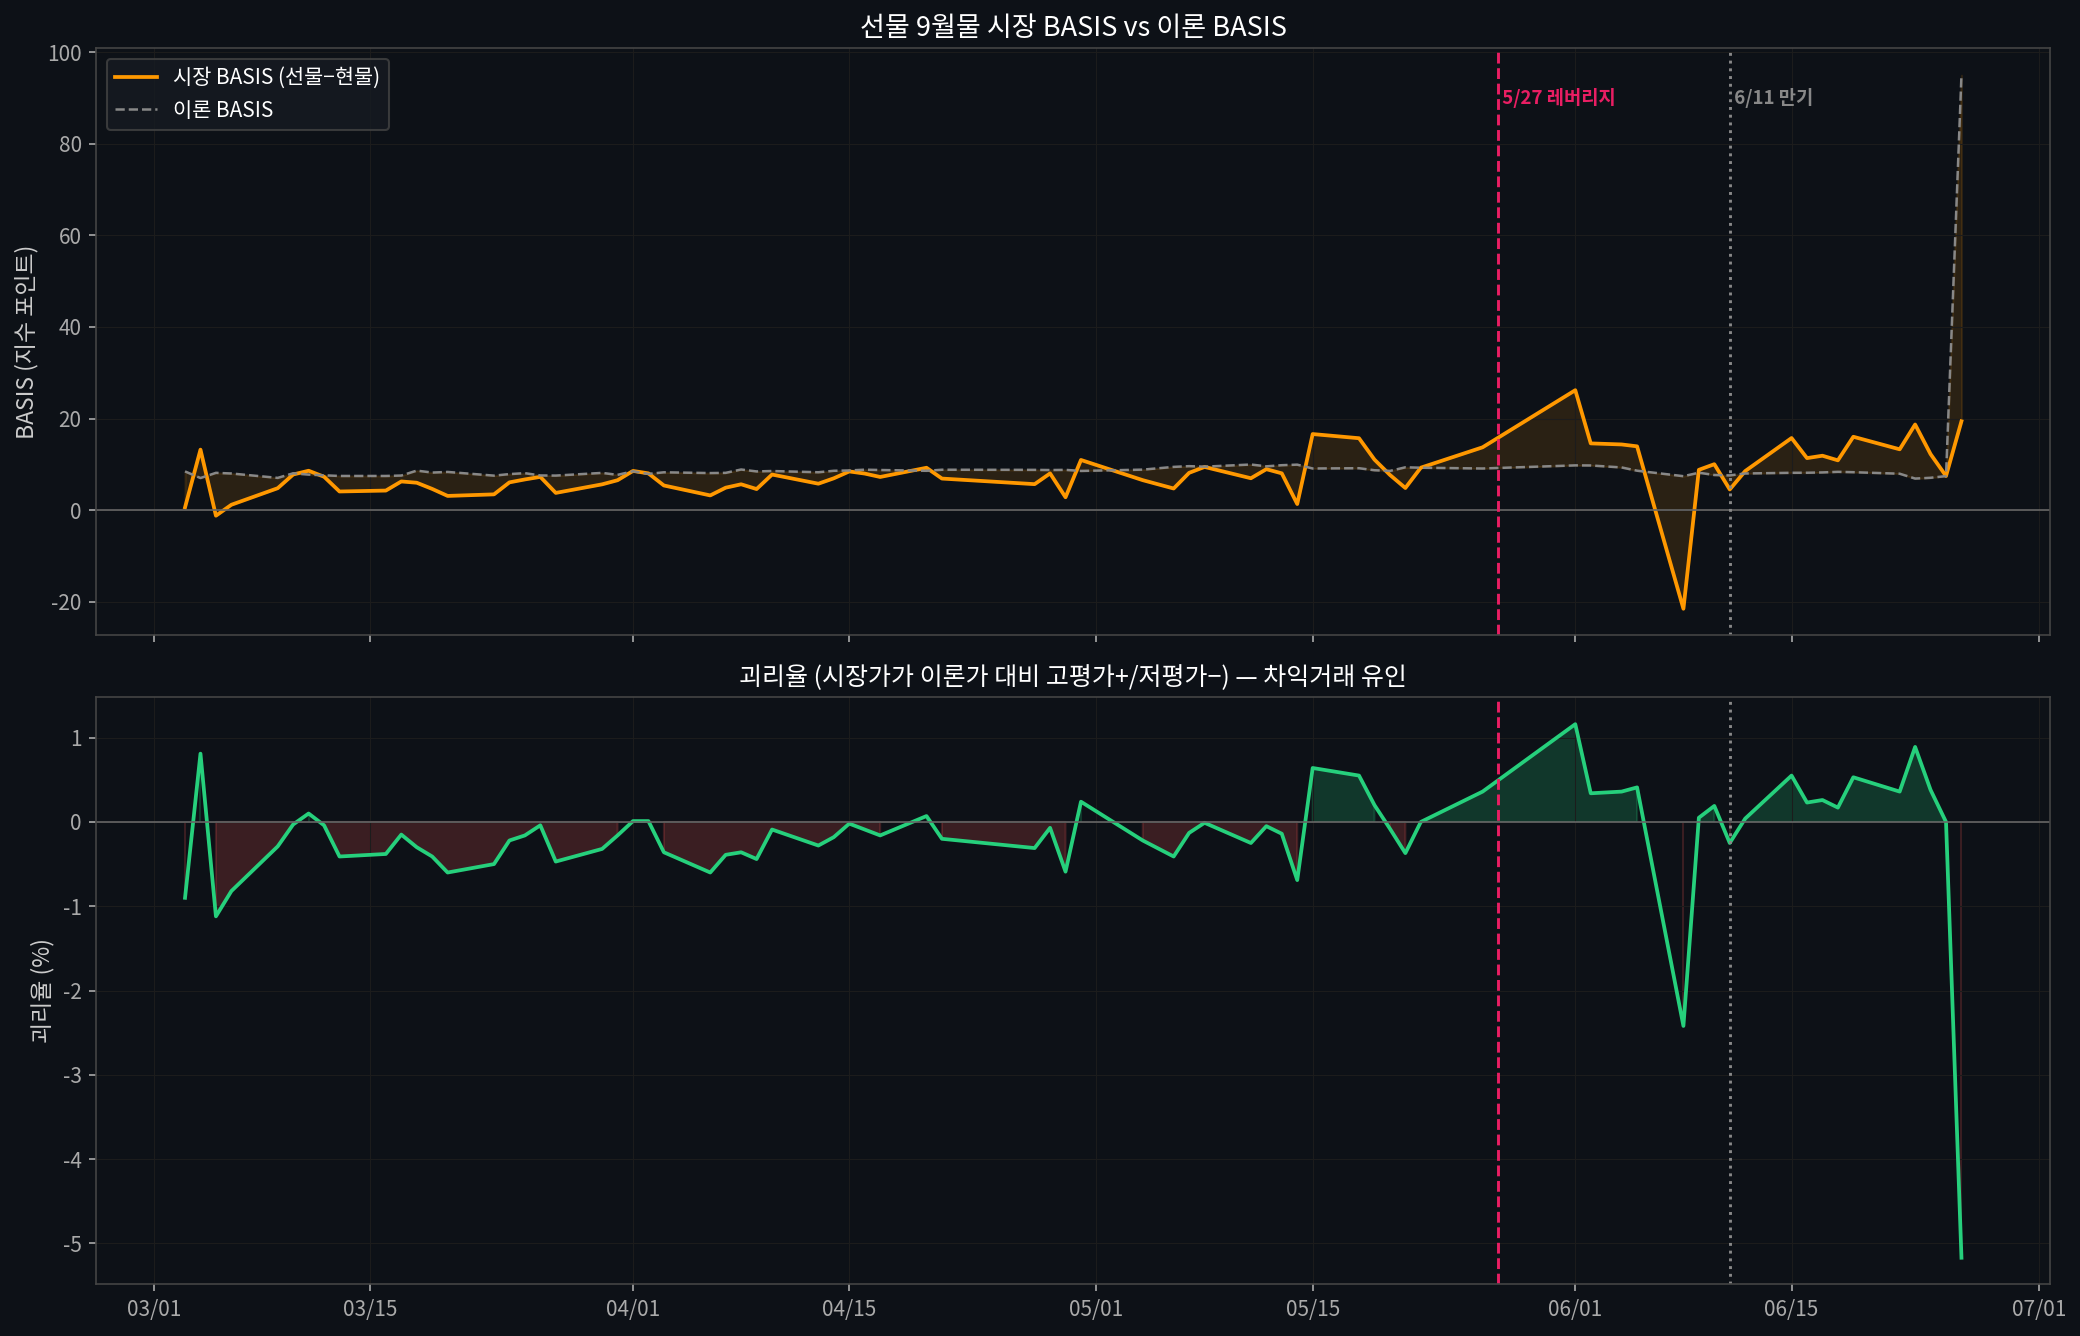 선물 9월물 시장 BASIS vs 이론 BASIS
시장 BASIS (선물−현물)
이론 BASIS
5/27 레버리지
6/11 만기
BASIS (지수 포인트)
100
80
60
40
20
0
-20
괴리율 (시장가가 이론가 대비 고평가+/저평가−) — 차익거래 유인
괴리율 (%)
1
0
-1
-2
-3
-4
-5
03/01 03/15 04/01 04/15 05/01 05/15 06/01 06/15 07/01